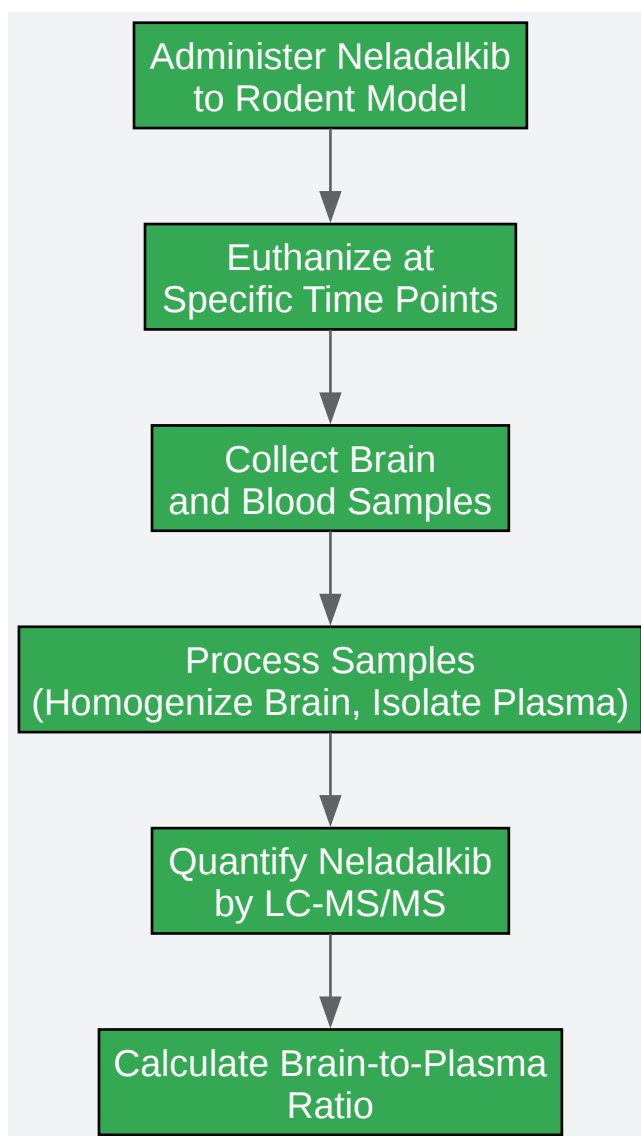 Administer Neladalkib
to Rodent Model
Euthanize at
Specific Time Points
Collect Brain
and Blood Samples
Process Samples
(Homogenize Brain, Isolate Plasma)
Quantify Neladalkib
by LC-MS/MS
Calculate Brain-to-Plasma
Ratio